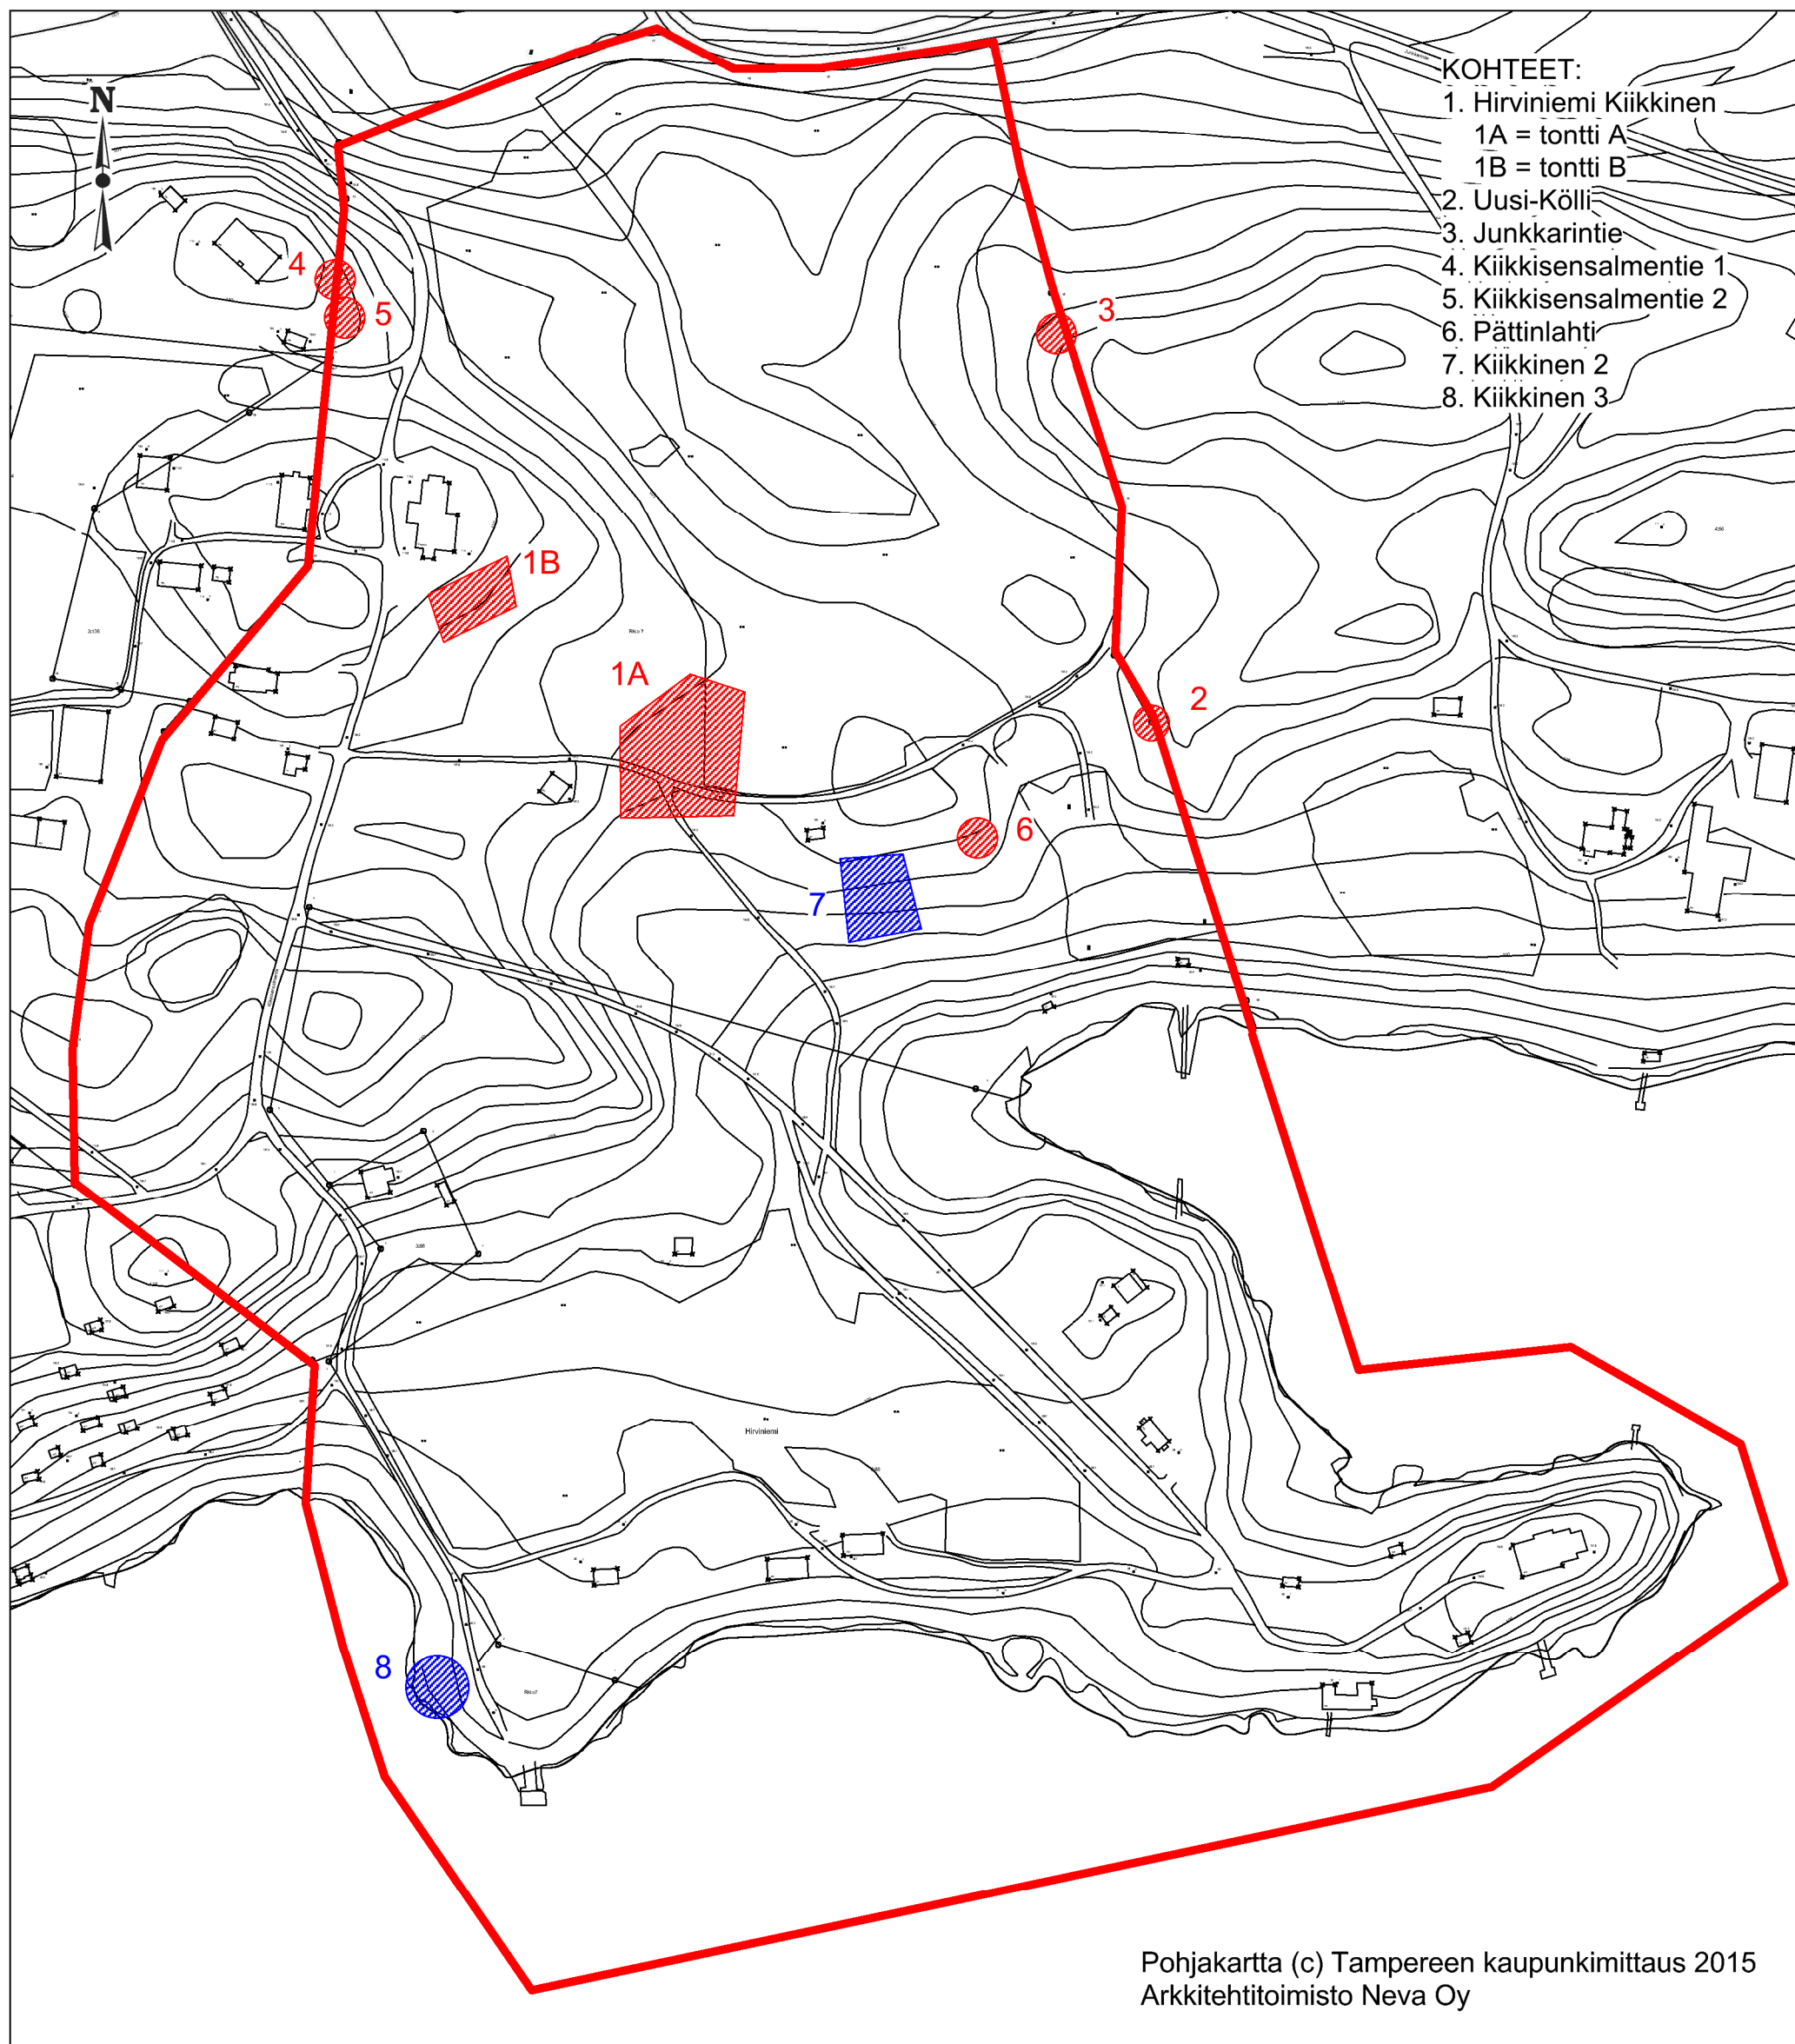 N
KOHTEET:
1. Hirviniemi Kiikkinen
1A = tontti A
1B = tontti B
2. Uusi-Kölli
3. Junkkarintie
4. Kiikkisensalmentie 1
5. Kiikkisensalmentie 2
6. Pättinlahti
7. Kiikkinen 2
8. Kiikkinen 3
4
5
3
1B
1A
2
6
7
Hirviniemi
8
Pohjakartta (c) Tampereen kaupunkimittaus 2015
Arkkitehtitoimisto Neva Oy